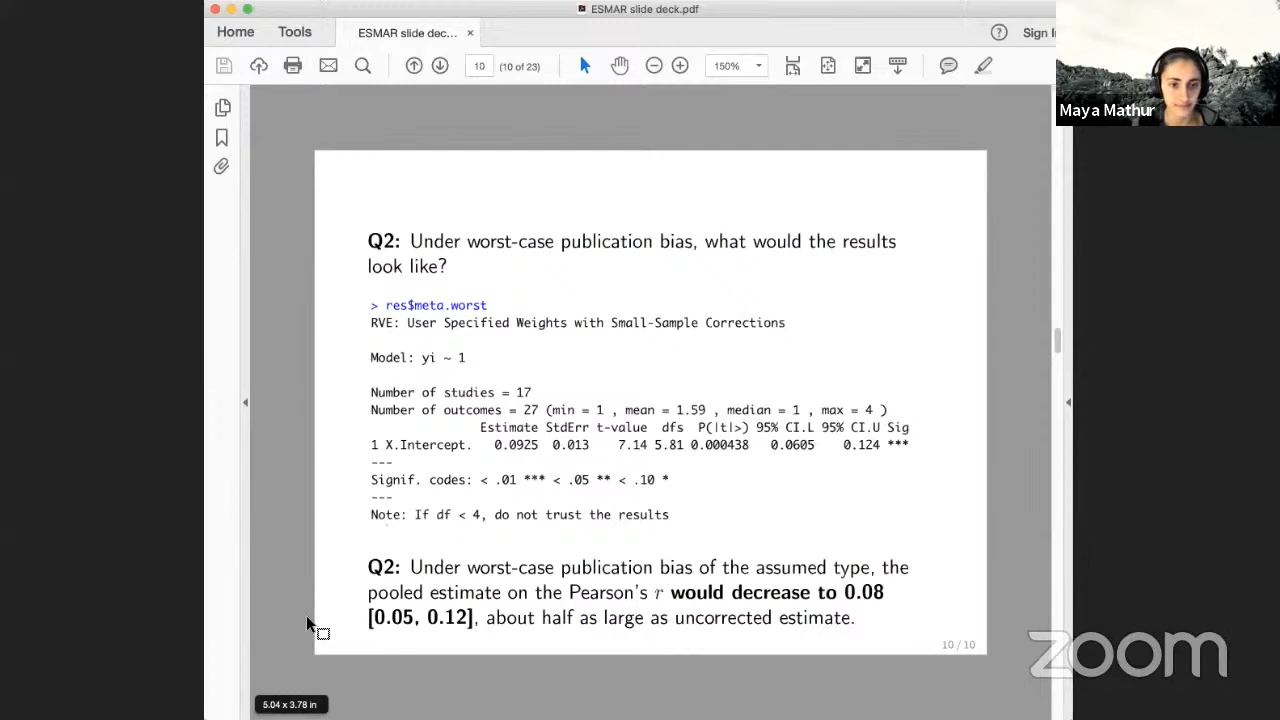 ESMAR slide deck.pdf
Home Tools ESMAR slide dec... × Sign I
10 (10 of 23) 150%
Maya Mathur
Q2: Under worst-case publication bias, what would the results
look like?
> res$meta.worst
RVE: User Specified Weights with Small-Sample Corrections
Model: yi ~ 1
Number of studies = 17
Number of outcomes = 27 (min = 1 , mean = 1.59 , median = 1 , max = 4 )
Estimate StdErr t-value dfs P(|t|>) 95% CI.L 95% CI.U Sig
1 X.Intercept. 0.0925 0.013 7.14 5.81 0.000438 0.0605 0.124 ***
---
Signif. codes: < .01 *** < .05 ** < .10 *
---
Note: If df < 4, do not trust the results
Q2: Under worst-case publication bias of the assumed type, the
pooled estimate on the Pearson's r would decrease to 0.08
[0.05, 0.12], about half as large as uncorrected estimate.
10 / 10
5.04 x 3.78 in
zoom